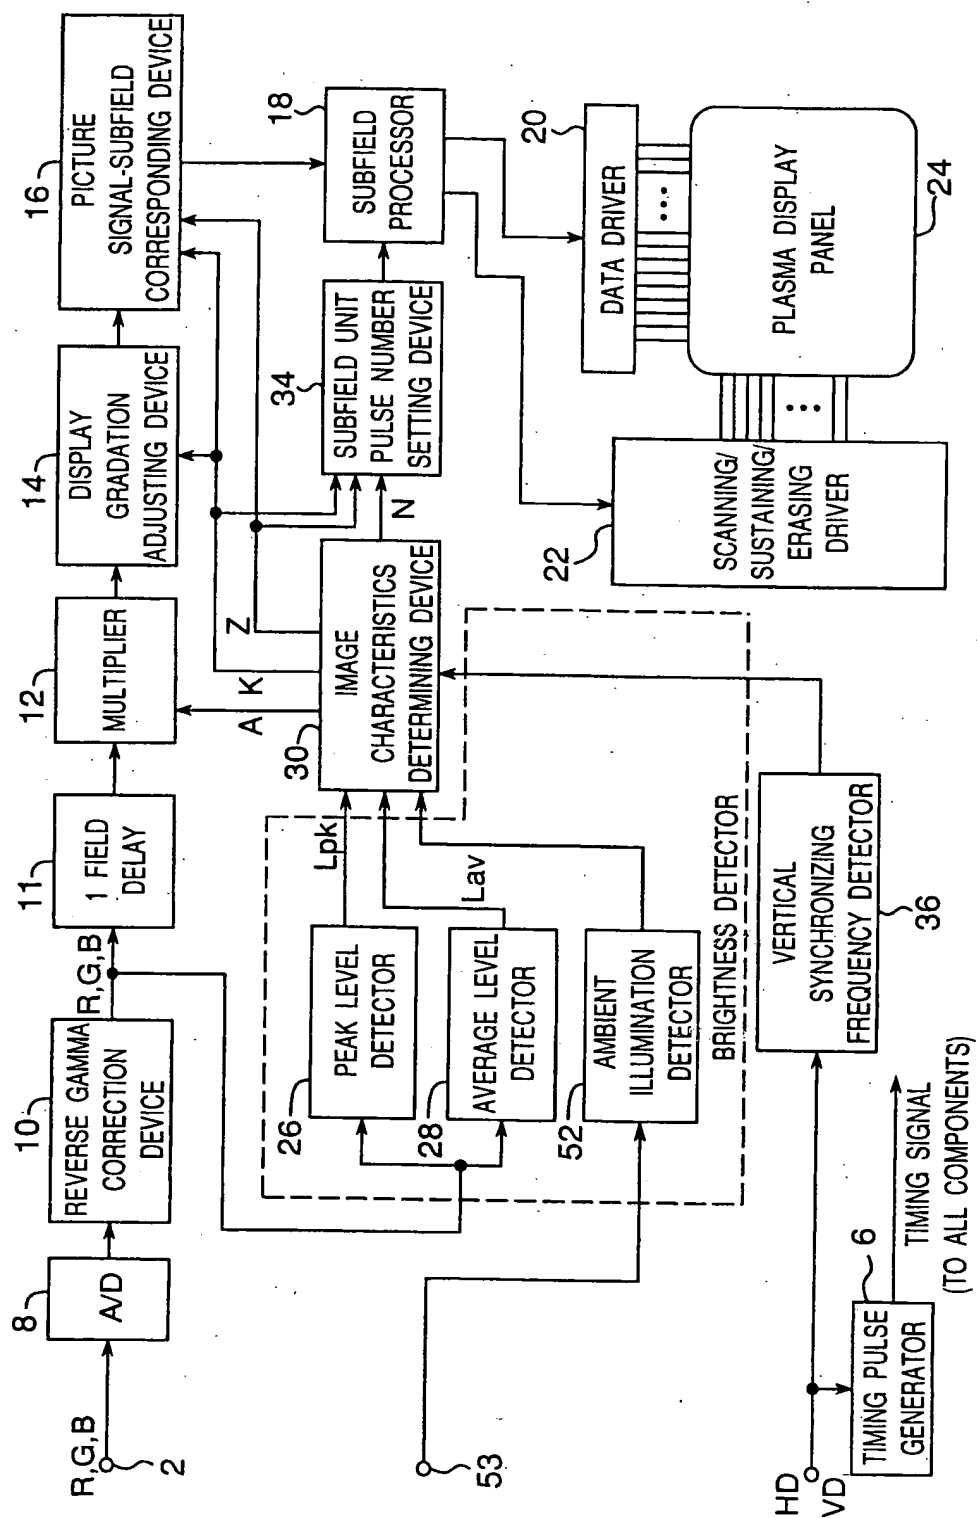 R,G,B
2
8
A/D
10
REVERSE GAMMA
CORRECTION
DEVICE
R,G,B
11
1 FIELD
DELAY
12
MULTIPLIER
14
DISPLAY
GRADATION
ADJUSTING DEVICE
16
PICTURE
SIGNAL-SUBFIELD
CORRESPONDING DEVICE
A
K
Z
26
PEAK LEVEL
DETECTOR
Lpk
28
AVERAGE LEVEL
DETECTOR
Lav
52
AMBIENT
ILLUMINATION
DETECTOR
BRIGHTNESS DETECTOR
53
30
IMAGE
CHARACTERISTICS
DETERMINING DEVICE
N
34
SUBFIELD UNIT
PULSE NUMBER
SETTING DEVICE
18
SUBFIELD
PROCESSOR
20
DATA DRIVER
22
SCANNING/
SUSTAINING/
ERASING
DRIVER
PLASMA DISPLAY
PANEL
24
HD
VD
VERTICAL
SYNCHRONIZING
FREQUENCY DETECTOR
36
6
TIMING PULSE
GENERATOR
TIMING SIGNAL
(TO ALL COMPONENTS)